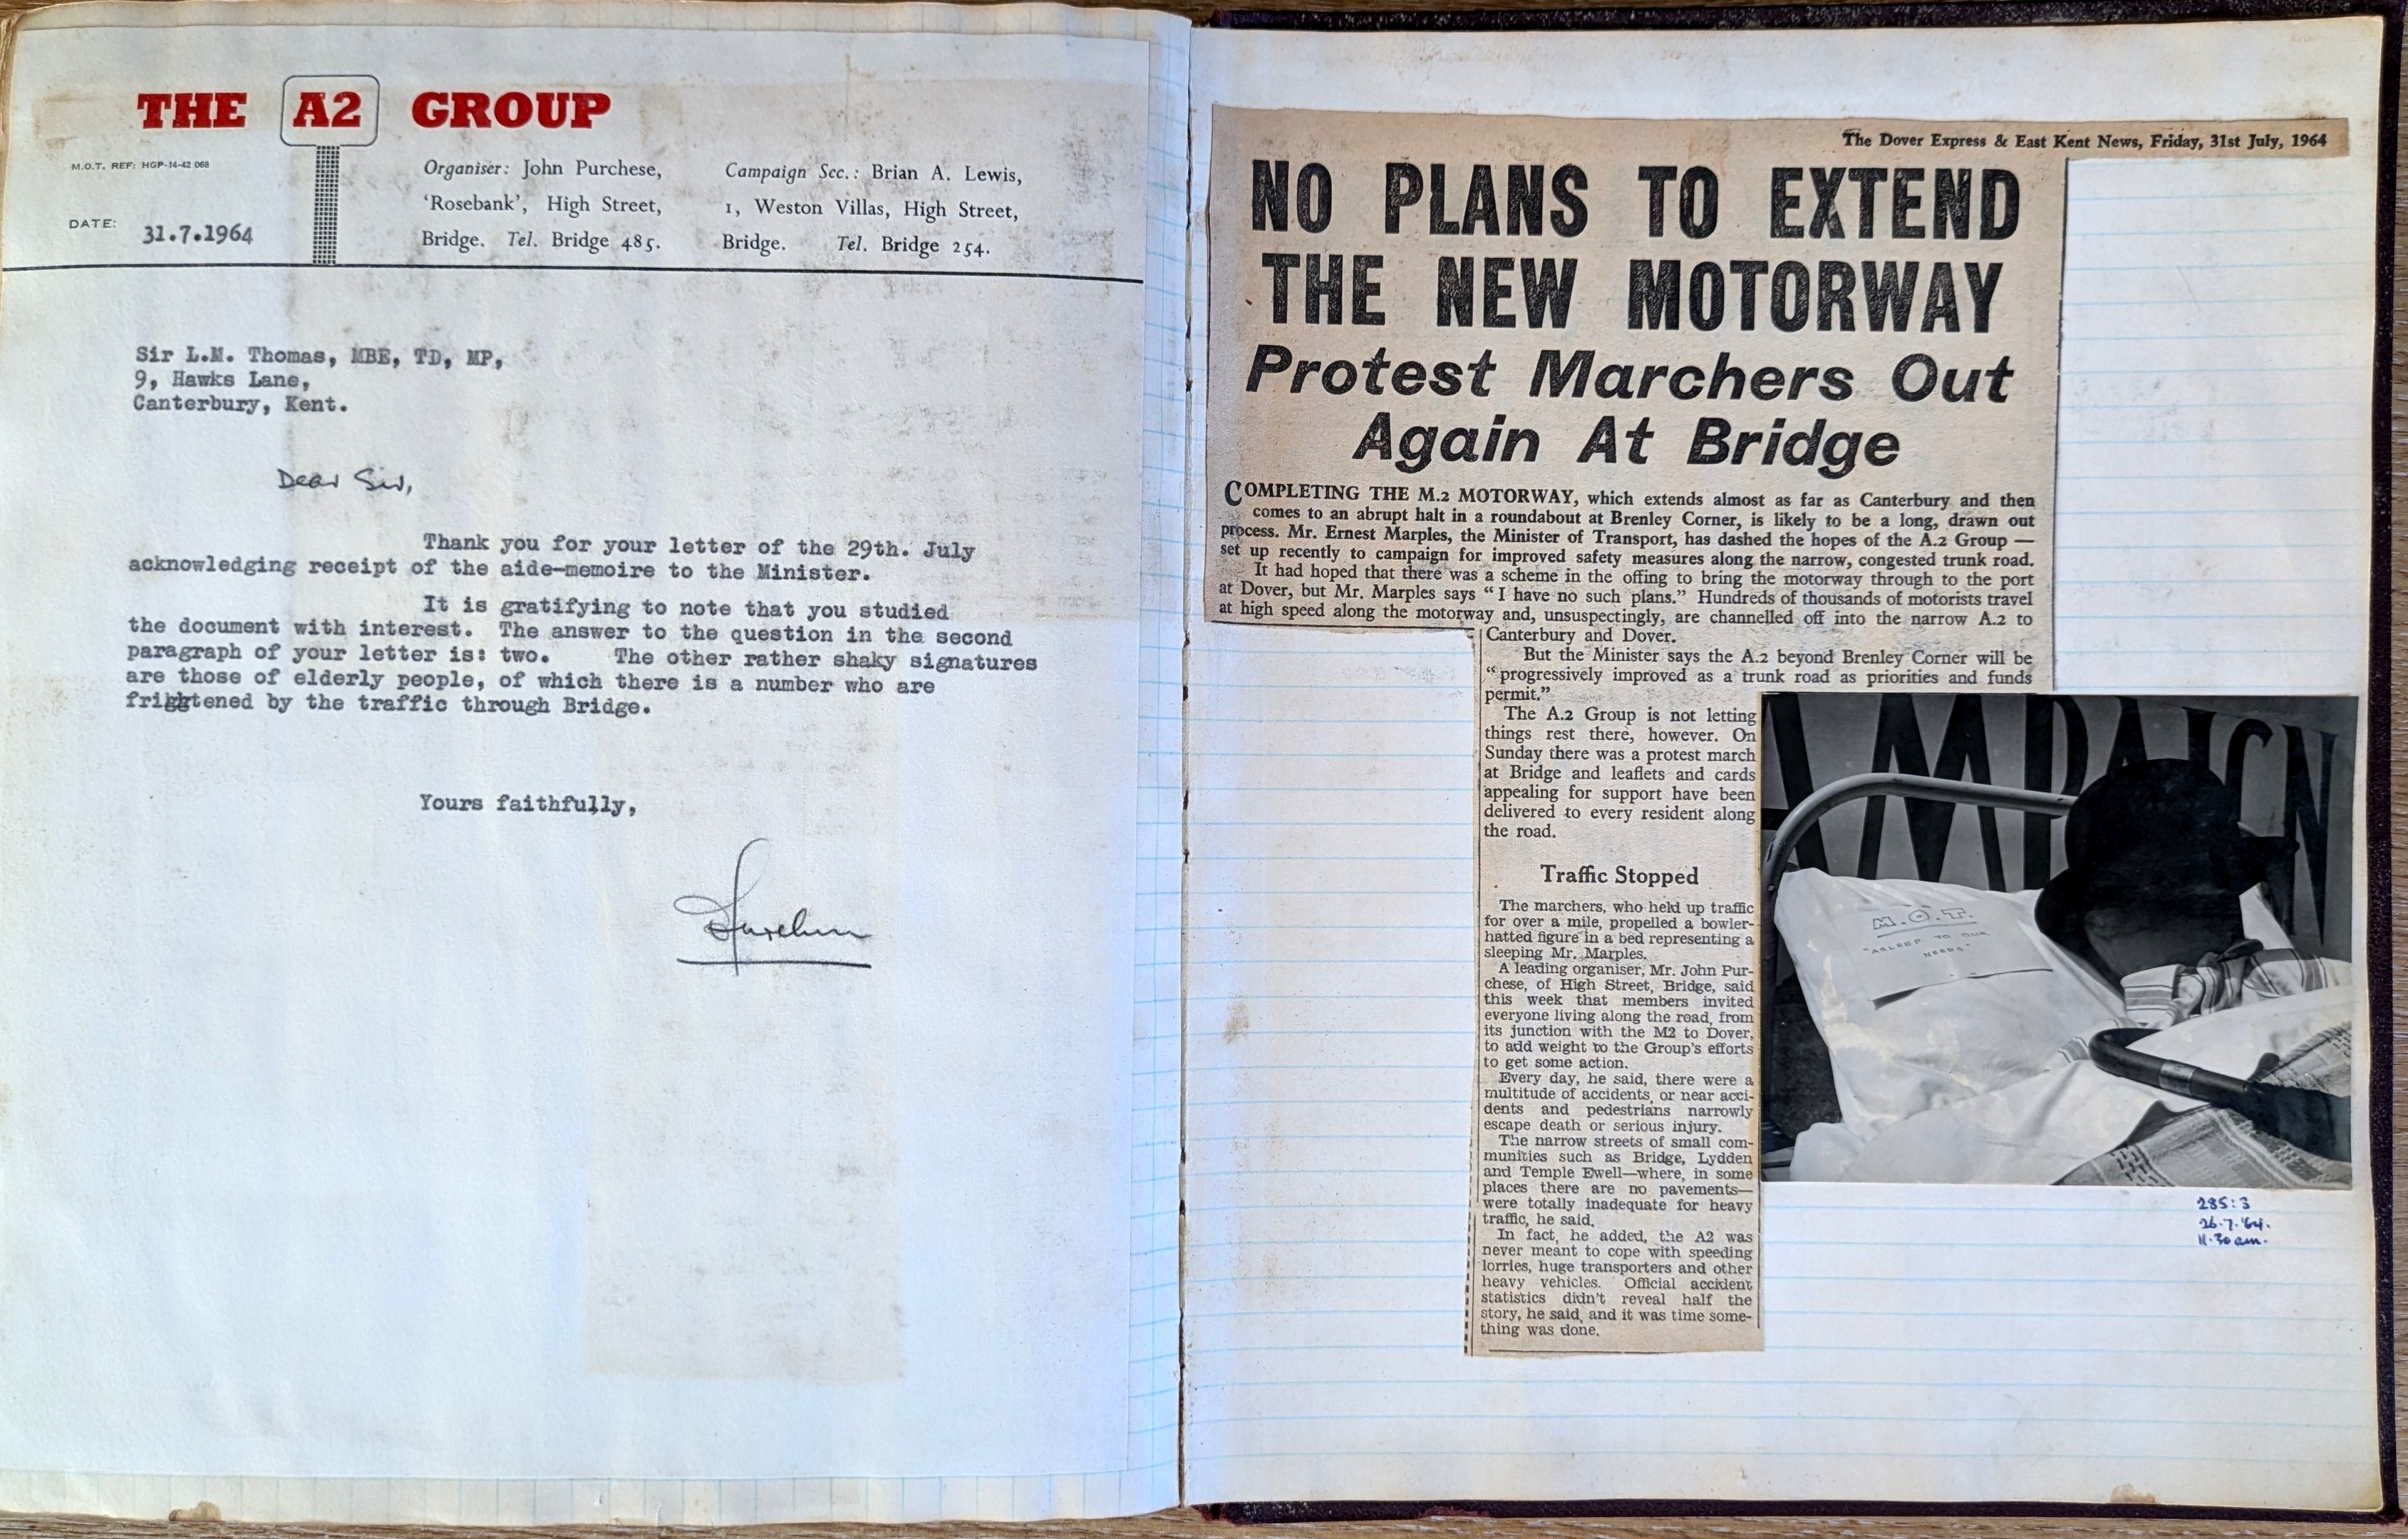 THE A2 GROUP
M.O.T. REF: HGP-14-42 068
DATE: 31.7.1964
Organiser: John Purchese,
'Rosebank', High Street,
Bridge. Tel. Bridge 485.
Campaign Sec.: Brian A. Lewis,
1, Weston Villas, High Street,
Bridge. Tel. Bridge 254.
Sir L.M. Thomas, MBE, TD, MP,
9, Hawks Lane,
Canterbury, Kent.
Dear Sir,
Thank you for your letter of the 29th. July
acknowledging receipt of the aide-memoire to the Minister.
It is gratifying to note that you studied
the document with interest. The answer to the question in the second
paragraph of your letter is: two. The other rather shaky signatures
are those of elderly people, of which there is a number who are
frightened by the traffic through Bridge.
Yours faithfully,
The Dover Express & East Kent News, Friday, 31st July, 1964
NO PLANS TO EXTEND
THE NEW MOTORWAY
Protest Marchers Out
Again At Bridge
COMPLETING THE M.2 MOTORWAY, which extends almost as far as Canterbury and then
comes to an abrupt halt in a roundabout at Brenley Corner, is likely to be a long, drawn out
process. Mr. Ernest Marples, the Minister of Transport, has dashed the hopes of the A.2 Group —
set up recently to campaign for improved safety measures along the narrow, congested trunk road.
It had hoped that there was a scheme in the offing to bring the motorway through to the port
at Dover, but Mr. Marples says “ I have no such plans.” Hundreds of thousands of motorists travel
at high speed along the motorway and, unsuspectingly, are channelled off into the narrow A.2 to
Canterbury and Dover.
But the Minister says the A.2 beyond Brenley Corner will be
“ progressively improved as a trunk road as priorities and funds
permit.”
The A.2 Group is not letting
things rest there, however. On
Sunday there was a protest march
at Bridge and leaflets and cards
appealing for support have been
delivered to every resident along
the road.
Traffic Stopped
The marchers, who held up traffic
for over a mile, propelled a bowler-
hatted figure in a bed representing a
sleeping Mr. Marples.
A leading organiser, Mr. John Pur-
chese, of High Street, Bridge, said
this week that members invited
everyone living along the road, from
its junction with the M2 to Dover,
to add weight to the Group's efforts
to get some action.
Every day, he said, there were a
multitude of accidents, or near acci-
dents and pedestrians narrowly
escape death or serious injury.
The narrow streets of small com-
munities such as Bridge, Lydden
and Temple Ewell—where, in some
places there are no pavements—
were totally inadequate for heavy
traffic, he said.
In fact, he added, the A2 was
never meant to cope with speeding
lorries, huge transporters and other
heavy vehicles. Official accident
statistics didn't reveal half the
story, he said, and it was time some-
thing was done.
AMPAIGN
M.O.T.
"ASLEEP TO OUR
NEEDS"
285:3
26.7.'64.
11.30 am.